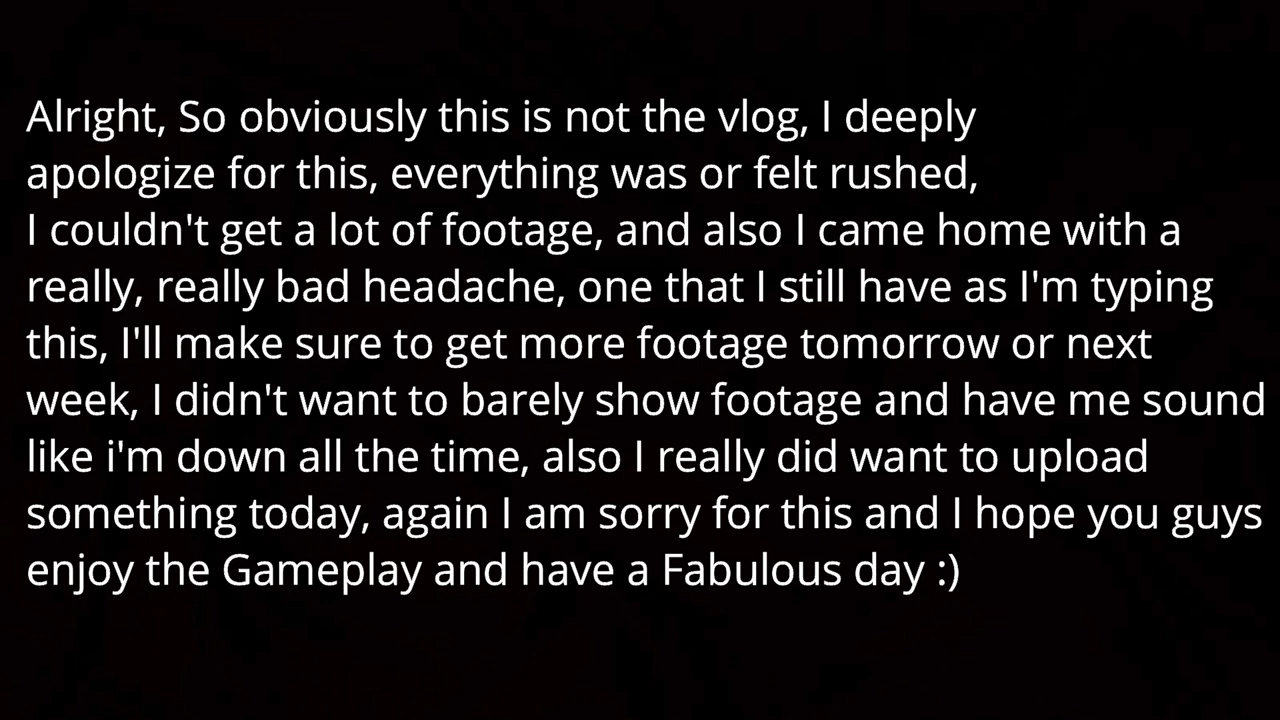 Alright, So obviously this is not the vlog, I deeply
apologize for this, everything was or felt rushed,
I couldn't get a lot of footage, and also I came home with a
really, really bad headache, one that I still have as I'm typing
this, I'll make sure to get more footage tomorrow or next
week, I didn't want to barely show footage and have me sound
like i'm down all the time, also I really did want to upload
something today, again I am sorry for this and I hope you guys
enjoy the Gameplay and have a Fabulous day :)